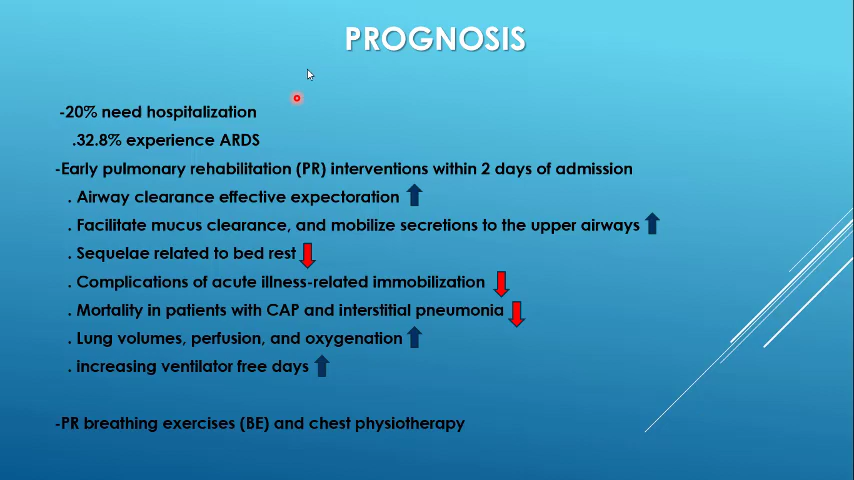 PROGNOSIS
-20% need hospitalization
.32.8% experience ARDS
-Early pulmonary rehabilitation (PR) interventions within 2 days of admission
. Airway clearance effective expectoration
. Facilitate mucus clearance, and mobilize secretions to the upper airways
. Sequelae related to bed rest
. Complications of acute illness-related immobilization
. Mortality in patients with CAP and interstitial pneumonia
. Lung volumes, perfusion, and oxygenation
. increasing ventilator free days
-PR breathing exercises (BE) and chest physiotherapy